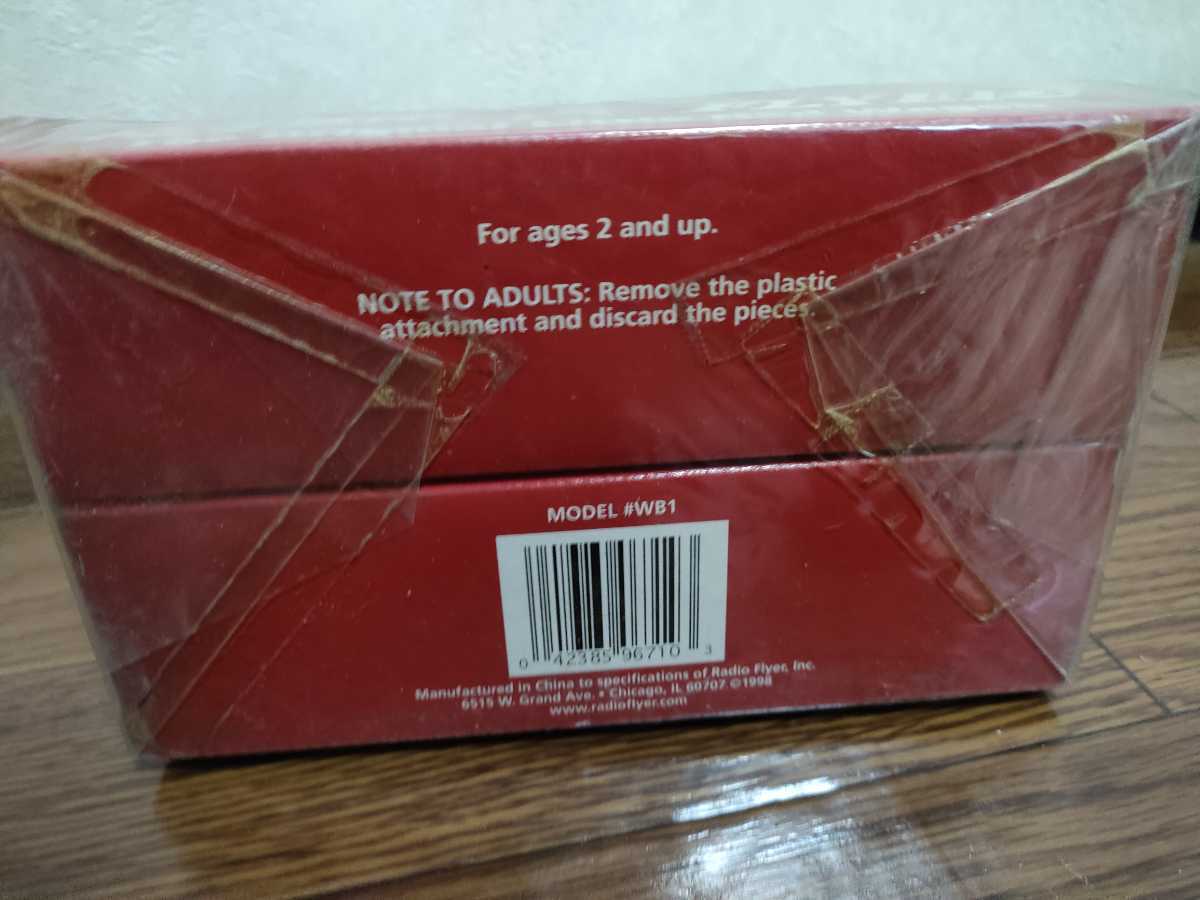 For ages 2 and up.
NOTE TO ADULTS: Remove the plastic
attachment and discard the pieces.
MODEL #WB1
0 42385 96710 3
Manufactured in China to specifications of Radio Flyer, Inc.
6515 W. Grand Ave. • Chicago, IL 60707 ©1998
www.radioflyer.com